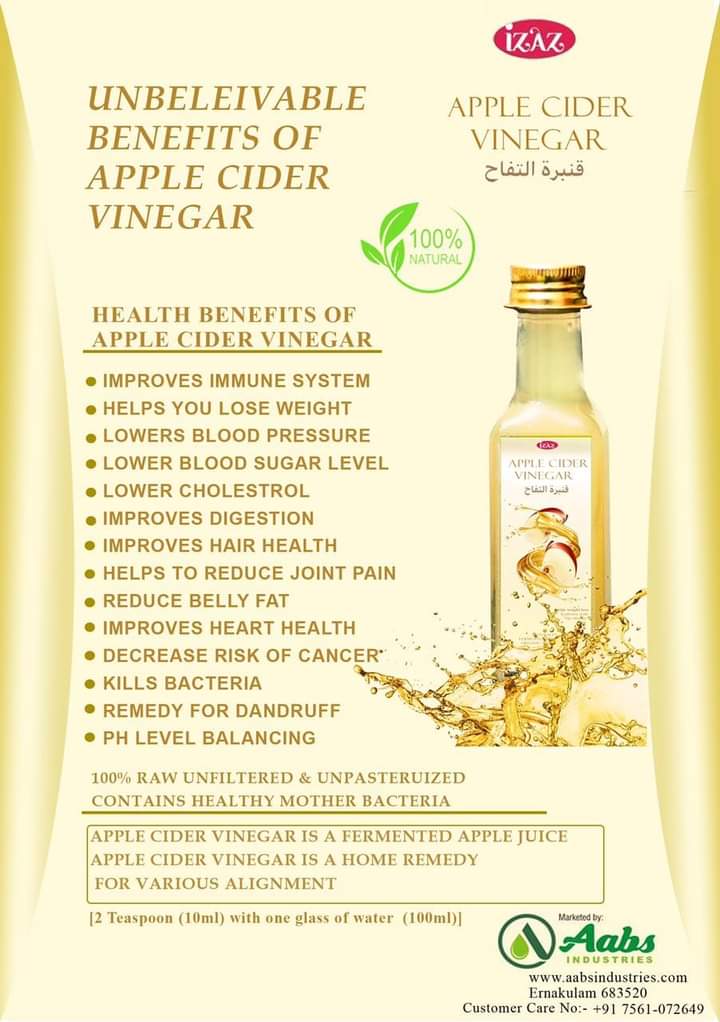 İZAZ
UNBELEIVABLE
BENEFITS OF
APPLE CIDER
VINEGAR
APPLE CIDER
VINEGAR
قنبرة التفاح
100%
NATURAL
HEALTH BENEFITS OF
APPLE CIDER VINEGAR
IMPROVES IMMUNE SYSTEM
HELPS YOU LOSE WEIGHT
LOWERS BLOOD PRESSURE
LOWER BLOOD SUGAR LEVEL
LOWER CHOLESTROL
IMPROVES DIGESTION
IMPROVES HAIR HEALTH
HELPS TO REDUCE JOINT PAIN
REDUCE BELLY FAT
IMPROVES HEART HEALTH
DECREASE RISK OF CANCER
KILLS BACTERIA
REMEDY FOR DANDRUFF
PH LEVEL BALANCING
İZAZ
APPLE CIDER
VINEGAR
قنبرة التفاح
100% RAW UNFILTERED & UNPASTERUIZED
CONTAINS HEALTHY MOTHER BACTERIA
APPLE CIDER VINEGAR IS A FERMENTED APPLE JUICE
APPLE CIDER VINEGAR IS A HOME REMEDY
FOR VARIOUS ALIGNMENT
[2 Teaspoon (10ml) with one glass of water (100ml)]
Marketed by:
Aabs
INDUSTRIES
www.aabsindustries.com
Ernakulam 683520
Customer Care No:- +91 7561-072649